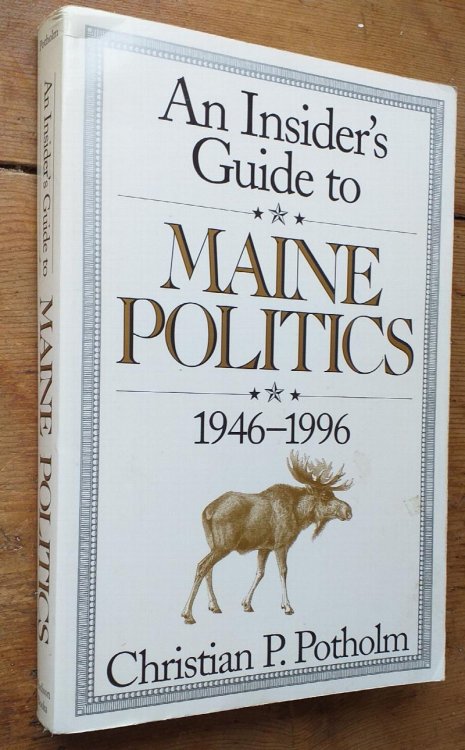 An Insider's
Guide to
MAINE
POLITICS
1946–1996
Christian P. Potholm
Potholm
An Insider's Guide to
MAINE POLITICS